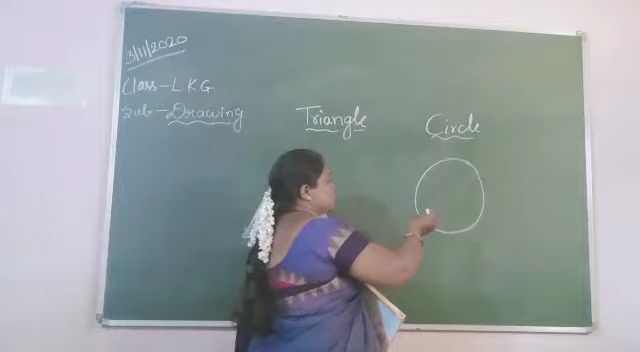 3/11/2020
Class - LKG
Sub - Drawing
Triangle
Circle